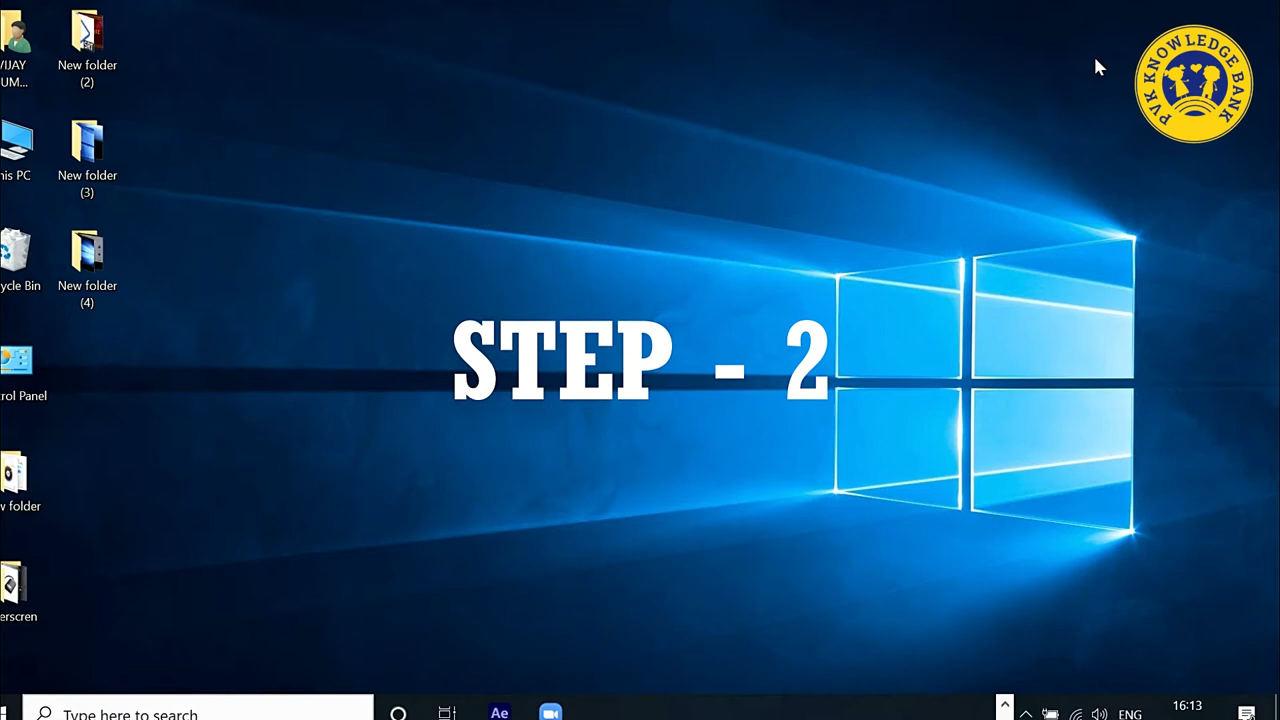 VIJAY
UM...
New folder
(2)
his PC
New folder
(3)
ycle Bin
New folder
(4)
rol Panel
w folder
erscren
PVK KNOWLEDGE BANK
STEP - 2
Type here to search
Ae
ENG
16:13